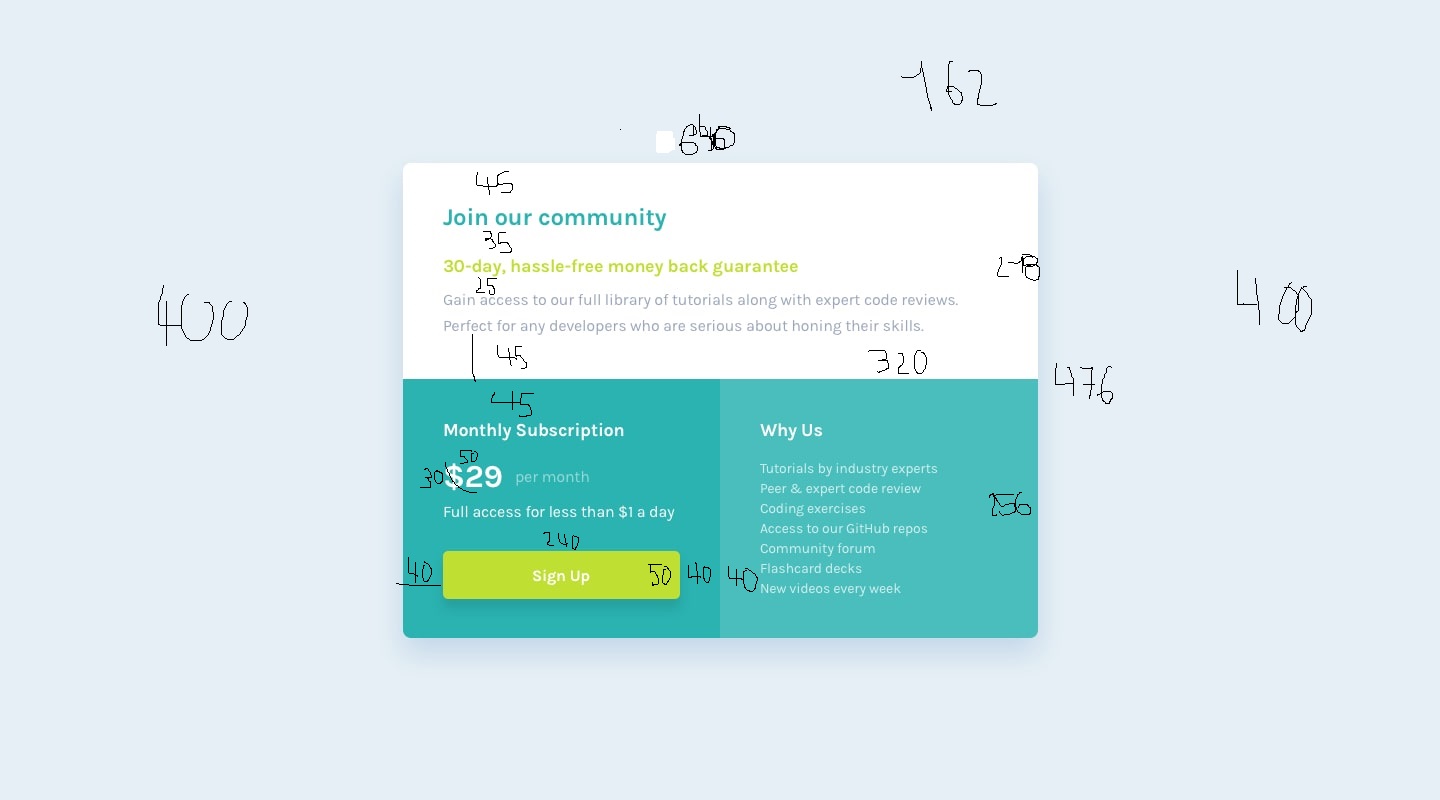 162
640
45
Join our community
35
30-day, hassle-free money back guarantee
25
Gain access to our full library of tutorials along with expert code reviews.
Perfect for any developers who are serious about honing their skills.
400
400
45
320
476
45
Monthly Subscription
50
30
$29 per month
Full access for less than $1 a day
240
40
Sign Up
50
40
40
Why Us
Tutorials by industry experts
Peer & expert code review
256
Coding exercises
Access to our GitHub repos
Community forum
Flashcard decks
New videos every week